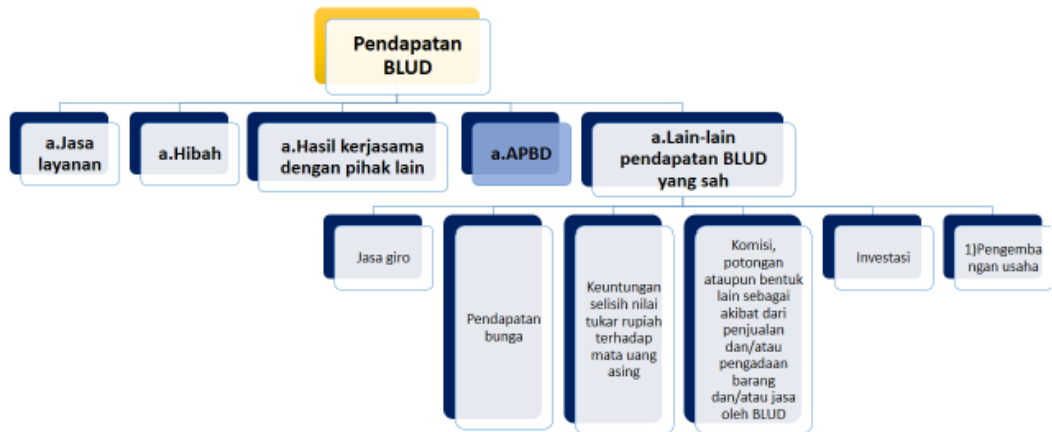 Pendapatan
BLUD
a.Jasa
layanan
a.Hibah
a.Hasil kerjasama
dengan pihak lain
a.APBD
a.Lain-lain
pendapatan BLUD
yang sah
Jasa giro
Pendapatan
bunga
Keuntungan
selisih nilai
tukar rupiah
terhadap
mata uang
asing
Komisi,
potongan
ataupun bentuk
lain sebagai
akibat dari
penjualan
dan/atau
pengadaan
barang
dan/atau jasa
oleh BLUD
Investasi
1)Pengemba
ngan usaha